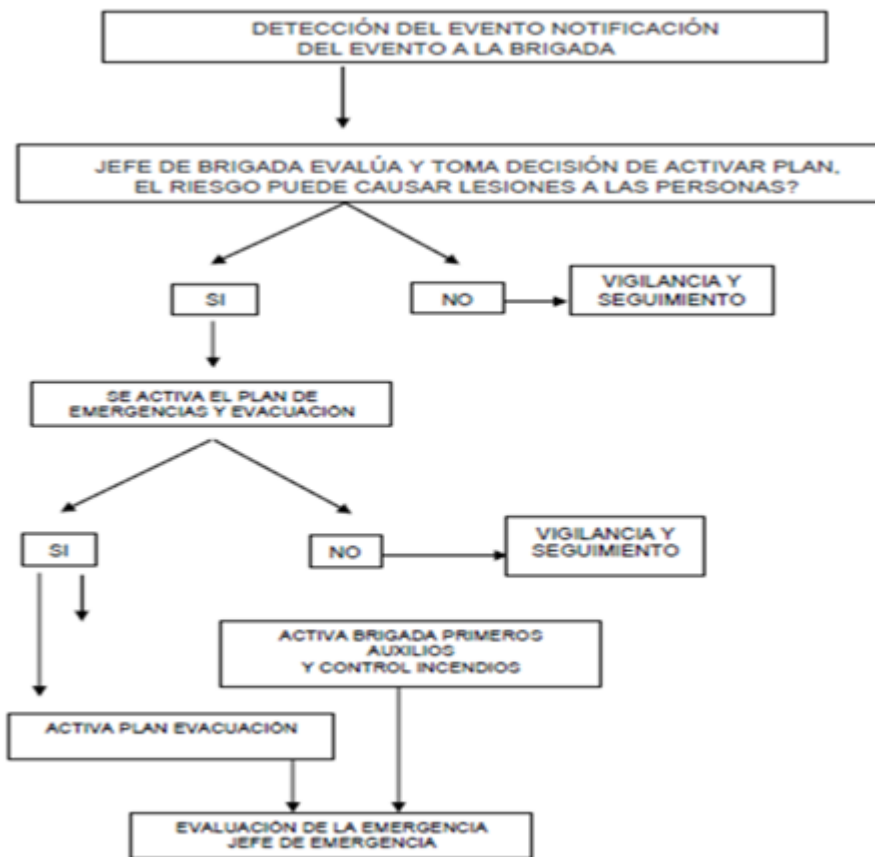 DETECCIÓN DEL EVENTO NOTIFICACIÓN
DEL EVENTO A LA BRIGADA
JEFE DE BRIGADA EVALÚA Y TOMA DECISIÓN DE ACTIVAR PLAN,
EL RIESGO PUEDE CAUSAR LESIONES A LAS PERSONAS?
SI
NO
VIGILANCIA Y
SEGUIMIENTO
SE ACTIVA EL PLAN DE
EMERGENCIAS Y EVACUACIÓN
SI
NO
VIGILANCIA Y
SEGUIMIENTO
ACTIVA BRIGADA PRIMEROS
AUXILIOS
Y CONTROL INCENDIOS
ACTIVA PLAN EVACUACIÓN
EVALUACIÓN DE LA EMERGENCIA
JEFE DE EMERGENCIA